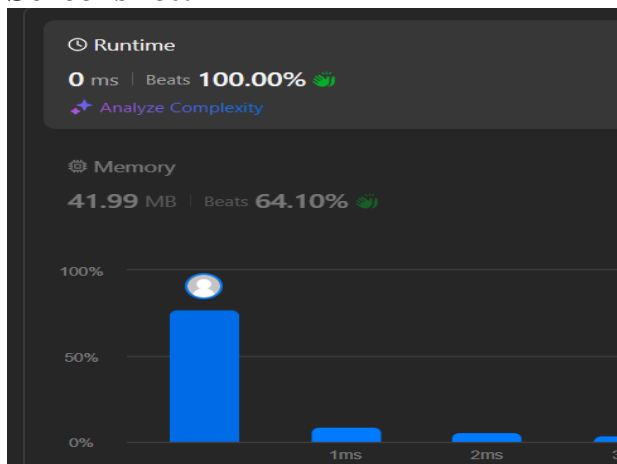 Runtime
0 ms | Beats 100.00%
Analyze Complexity
Memory
41.99 MB | Beats 64.10%
100%
50%
0%
1ms 2ms 3